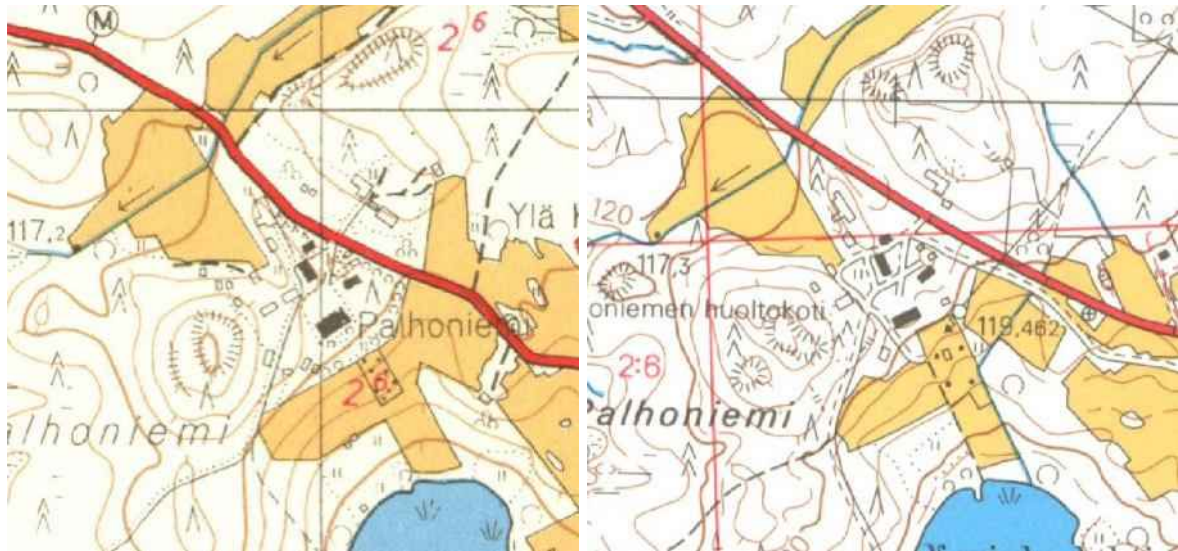 M
2 6
117,2
Ylä
Palhoniemi
2 6
alhoniemi
120
117,3
oniemen huoltokoti
119,462
2:6
Palhoniemi